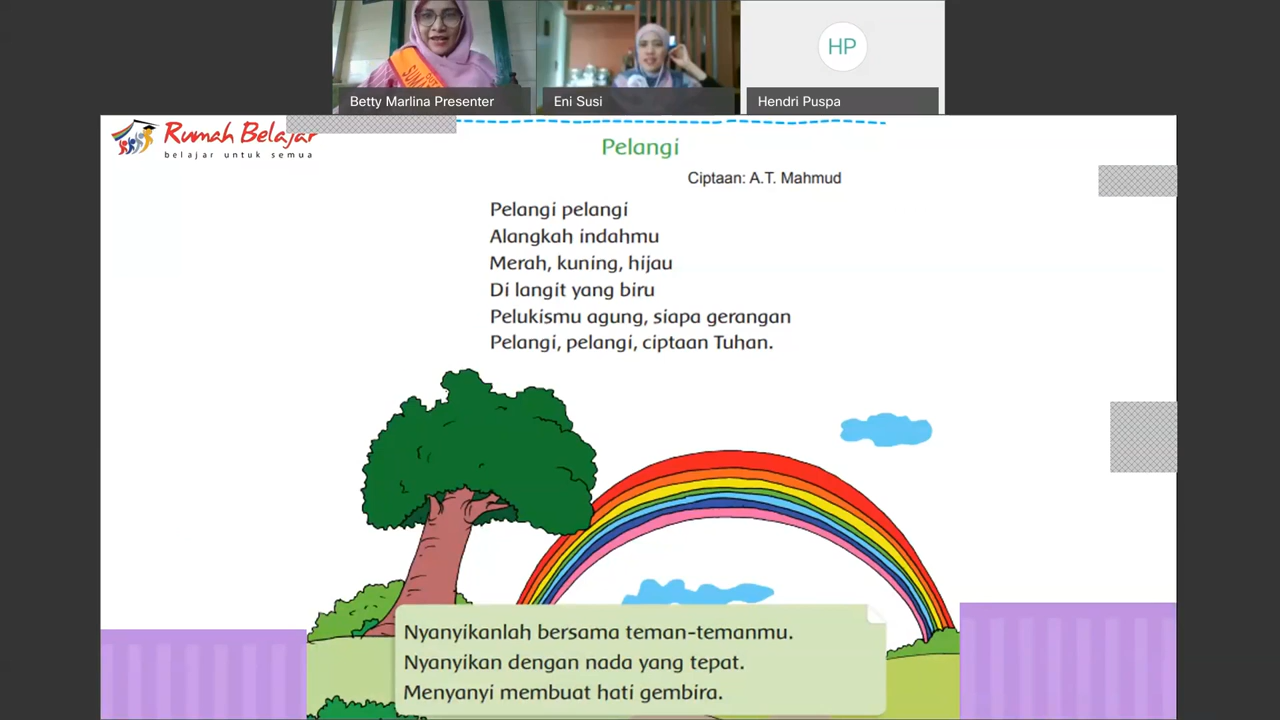 Betty Marlina Presenter
Eni Susi
HP
Hendri Puspa
Rumah Belajar
belajar untuk semua
Pelangi
Ciptaan: A.T. Mahmud
Pelangi pelangi
Alangkah indahmu
Merah, kuning, hijau
Di langit yang biru
Pelukismu agung, siapa gerangan
Pelangi, pelangi, ciptaan Tuhan.
Nyanyikanlah bersama teman-temanmu.
Nyanyikan dengan nada yang tepat.
Menyanyi membuat hati gembira.